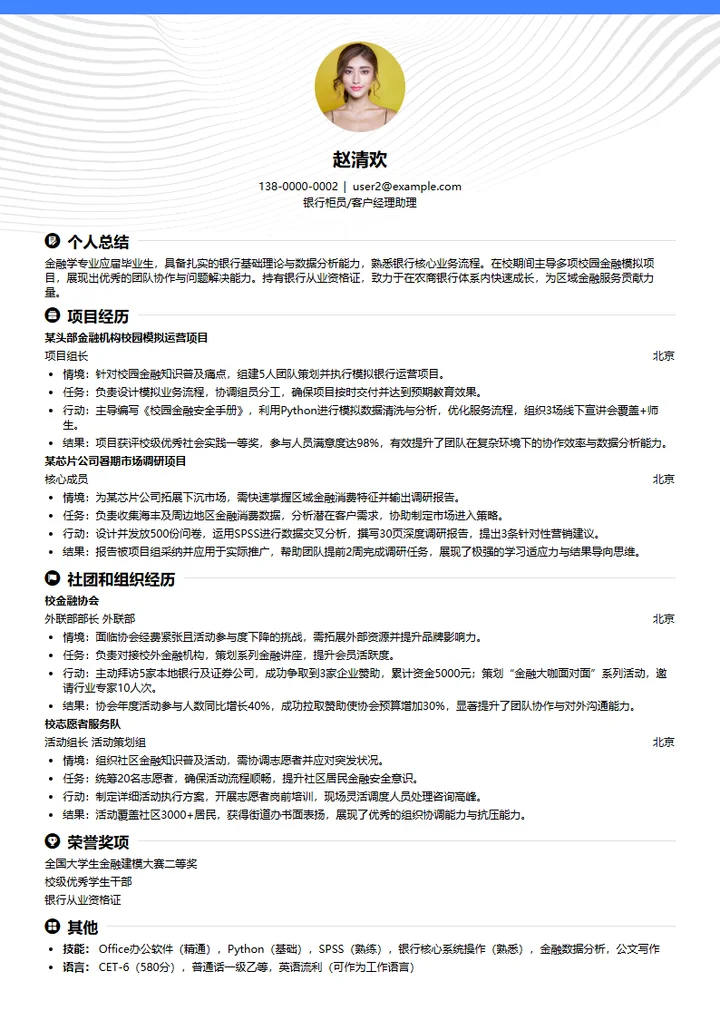 赵清欢
138-0000-0002 | user2@example.com
银行柜员/客户经理助理
个人总结
金融学专业应届毕业生，具备扎实的银行基础理论与数据分析能力，熟悉银行核心业务流程。在校期间主导多项校园金融模拟项
目，展现出优秀的团队协作与问题解决能力。持有银行从业资格证，致力于在农商银行体系内快速成长，为区域金融服务贡献力
量。
项目经历
某头部金融机构校园模拟运营项目
项目组长 北京
• 情境：针对校园金融知识普及痛点，组建5人团队策划并执行模拟银行运营项目。
• 任务：负责设计模拟业务流程，协调组员分工，确保项目按时交付并达到预期教育效果。
• 行动：主导编写《校园金融安全手册》，利用Python进行模拟数据清洗与分析，优化服务流程，组织3场线下宣讲会覆盖+师
生。
• 结果：项目获评校级优秀社会实践一等奖，参与人员满意度达98%，有效提升了团队在复杂环境下的协作效率与数据分析能力。
某芯片公司暑期市场调研项目
核心成员 北京
• 情境：为某芯片公司拓展下沉市场，需快速掌握区域金融消费特征并输出调研报告。
• 任务：负责收集海丰及周边地区金融消费数据，分析潜在客户需求，协助制定市场进入策略。
• 行动：设计并发放500份问卷，运用SPSS进行数据交叉分析，撰写30页深度调研报告，提出3条针对性营销建议。
• 结果：报告被项目组采纳并应用于实际推广，帮助团队提前2周完成调研任务，展现了极强的学习适应力与结果导向思维。
社团和组织经历
校金融协会
外联部部长 外联部 北京
• 情境：面临协会经费紧张且活动参与度下降的挑战，需拓展外部资源并提升品牌影响力。
• 任务：负责对接校外金融机构，策划系列金融讲座，提升会员活跃度。
• 行动：主动拜访5家本地银行及证券公司，成功争取到3家企业赞助，累计资金5000元；策划“金融大咖面对面”系列活动，邀
请行业专家10人次。
• 结果：协会年度活动参与人数同比增长40%，成功拉取赞助使协会预算增加30%，显著提升了团队协作与对外沟通能力。
校志愿者服务队
活动组长 活动策划组 北京
• 情境：组织社区金融知识普及活动，需协调志愿者并应对突发状况。
• 任务：统筹20名志愿者，确保活动流程顺畅，提升社区居民金融安全意识。
• 行动：制定详细活动执行方案，开展志愿者岗前培训，现场灵活调度人员处理咨询高峰。
• 结果：活动覆盖社区3000+居民，获得街道办书面表扬，展现了优秀的组织协调能力与抗压能力。
荣誉奖项
全国大学生金融建模大赛二等奖
校级优秀学生干部
银行从业资格证
其他
• 技能： Office办公软件（精通），Python（基础），SPSS（熟练），银行核心系统操作（熟悉），金融数据分析，公文写作
• 语言： CET-6（580分），普通话一级乙等，英语流利（可作为工作语言）